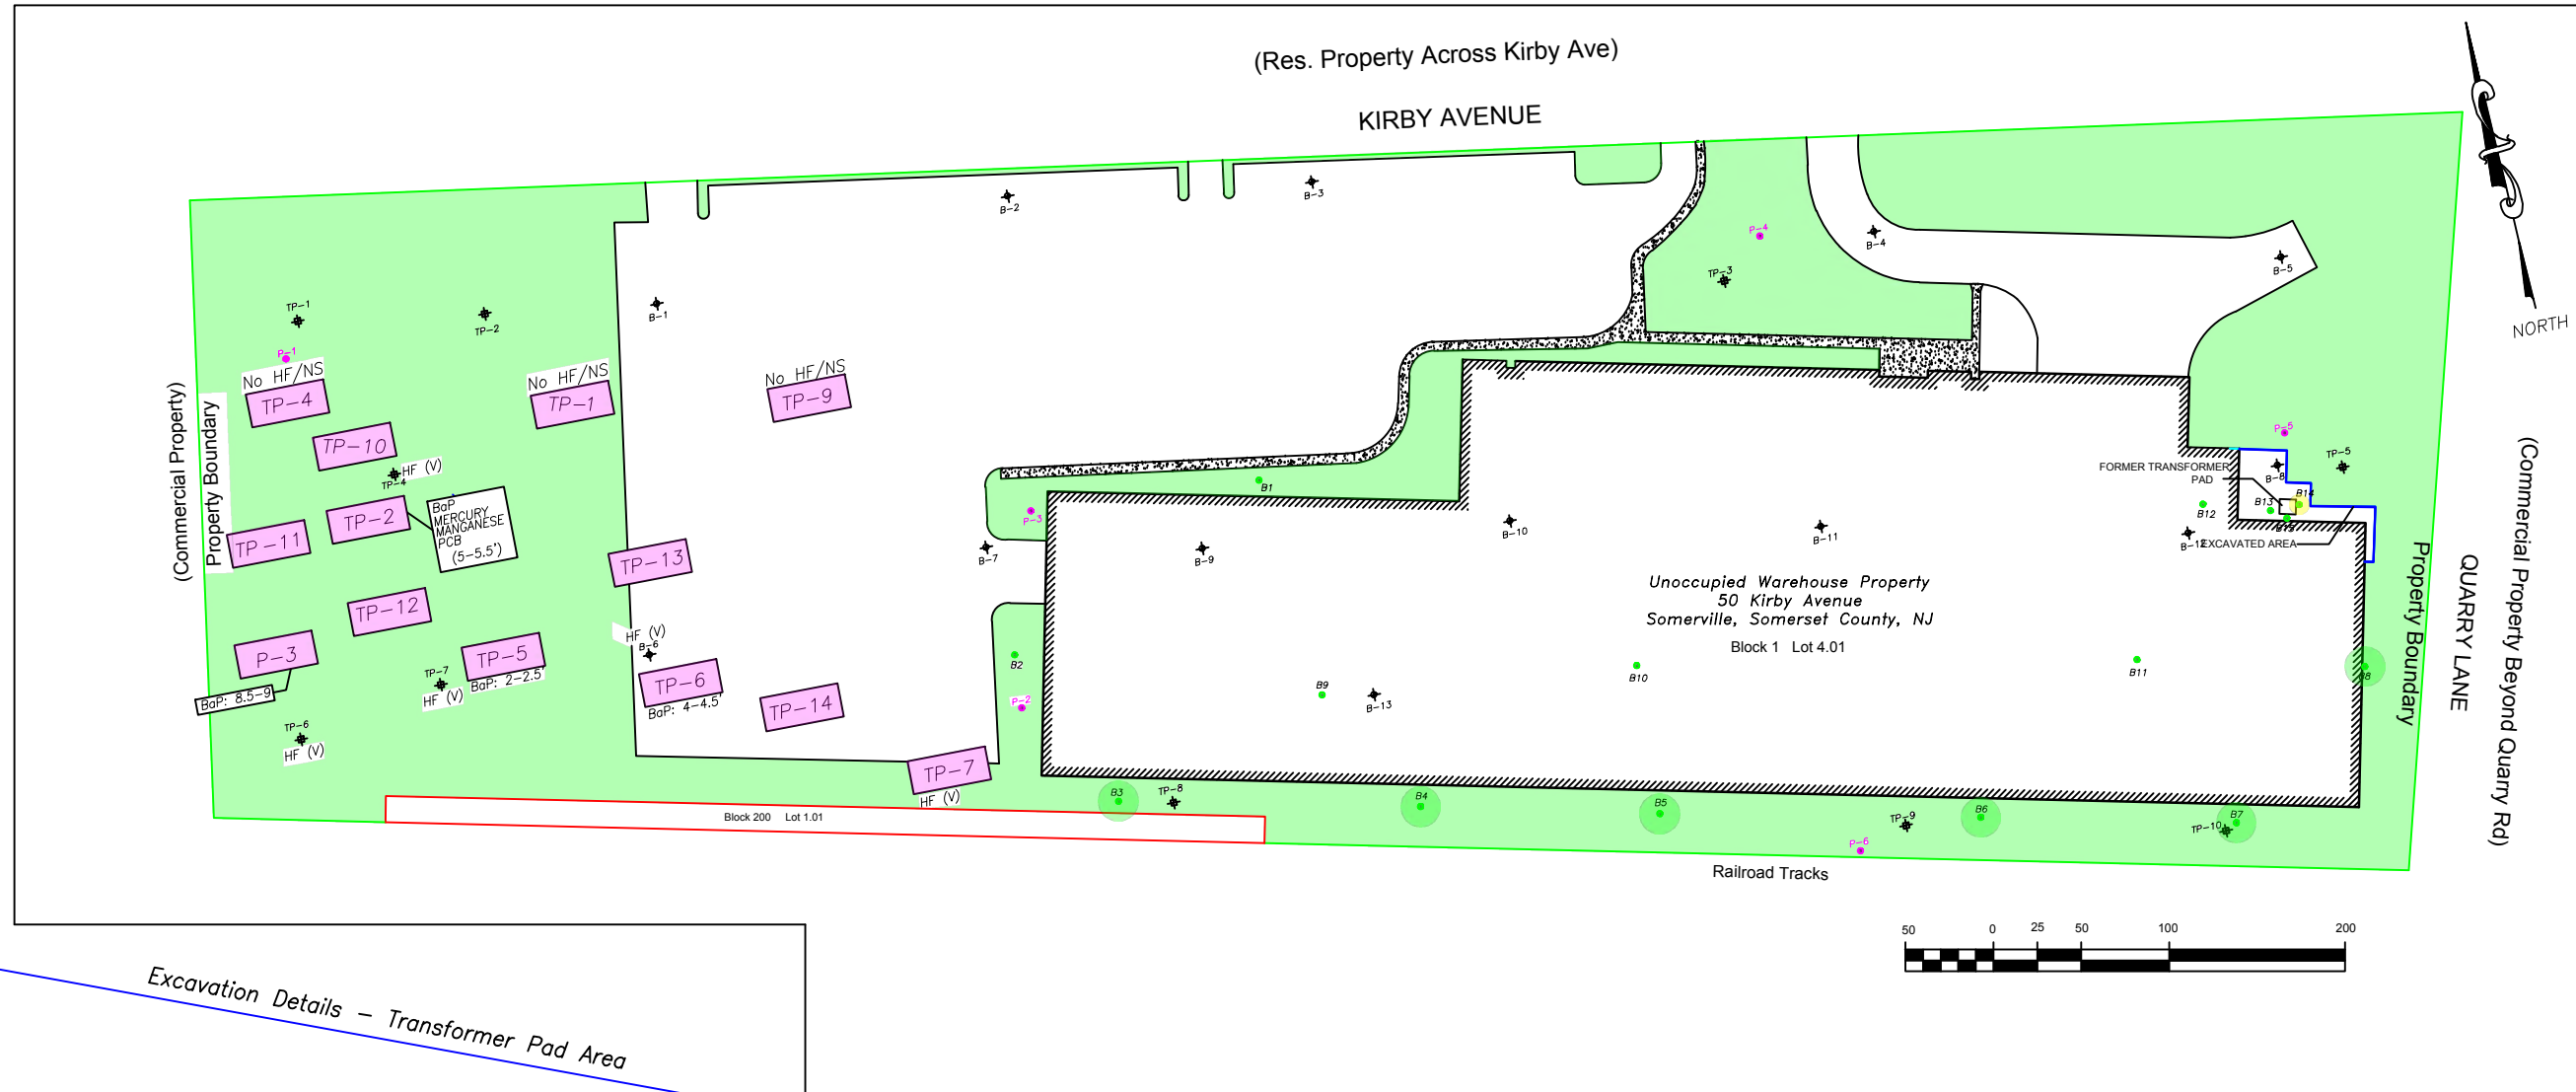 (Res. Property Across Kirby Ave)
KIRBY AVENUE
NORTH
B-2
B-3
P-4
B-4
TP-3
B-5
TP-1
TP-2
B-1
P-1
No HF/NS
TP-4
No HF/NS
TP-1
No HF/NS
TP-9
(Commercial Property)
Property Boundary
TP-10
HF (V)
TP-4
TP-2
BaP
MERCURY
MANGANESE
PCB
(5-5.5')
TP-11
TP-13
TP-12
HF (V)
B-6
P-3
BaP: 8.5-9
TP-7
HF (V)
TP-5
BaP: 2-2.5'
TP-6
BaP: 4-4.5'
TP-14
TP-6
HF (V)
TP-7
HF (V)
B1
P-3
B-7
B-9
B-10
B-11
B2
P-2
B9
B-13
B10
B11
Unoccupied Warehouse Property
50 Kirby Avenue
Somerville, Somerset County, NJ
Block 1 Lot 4.01
P-5
TP-5
FORMER TRANSFORMER
PAD
B-8
B12
B13
B14
B15
B-12
EXCAVATED AREA
B8
Property Boundary
QUARRY LANE
(Commercial Property Beyond Quarry Rd)
B3
TP-8
B4
B5
B6
TP-9
B7
TP-10
P-6
Block 200 Lot 1.01
Railroad Tracks
50 0 25 50 100 200
Excavation Details - Transformer Pad Area